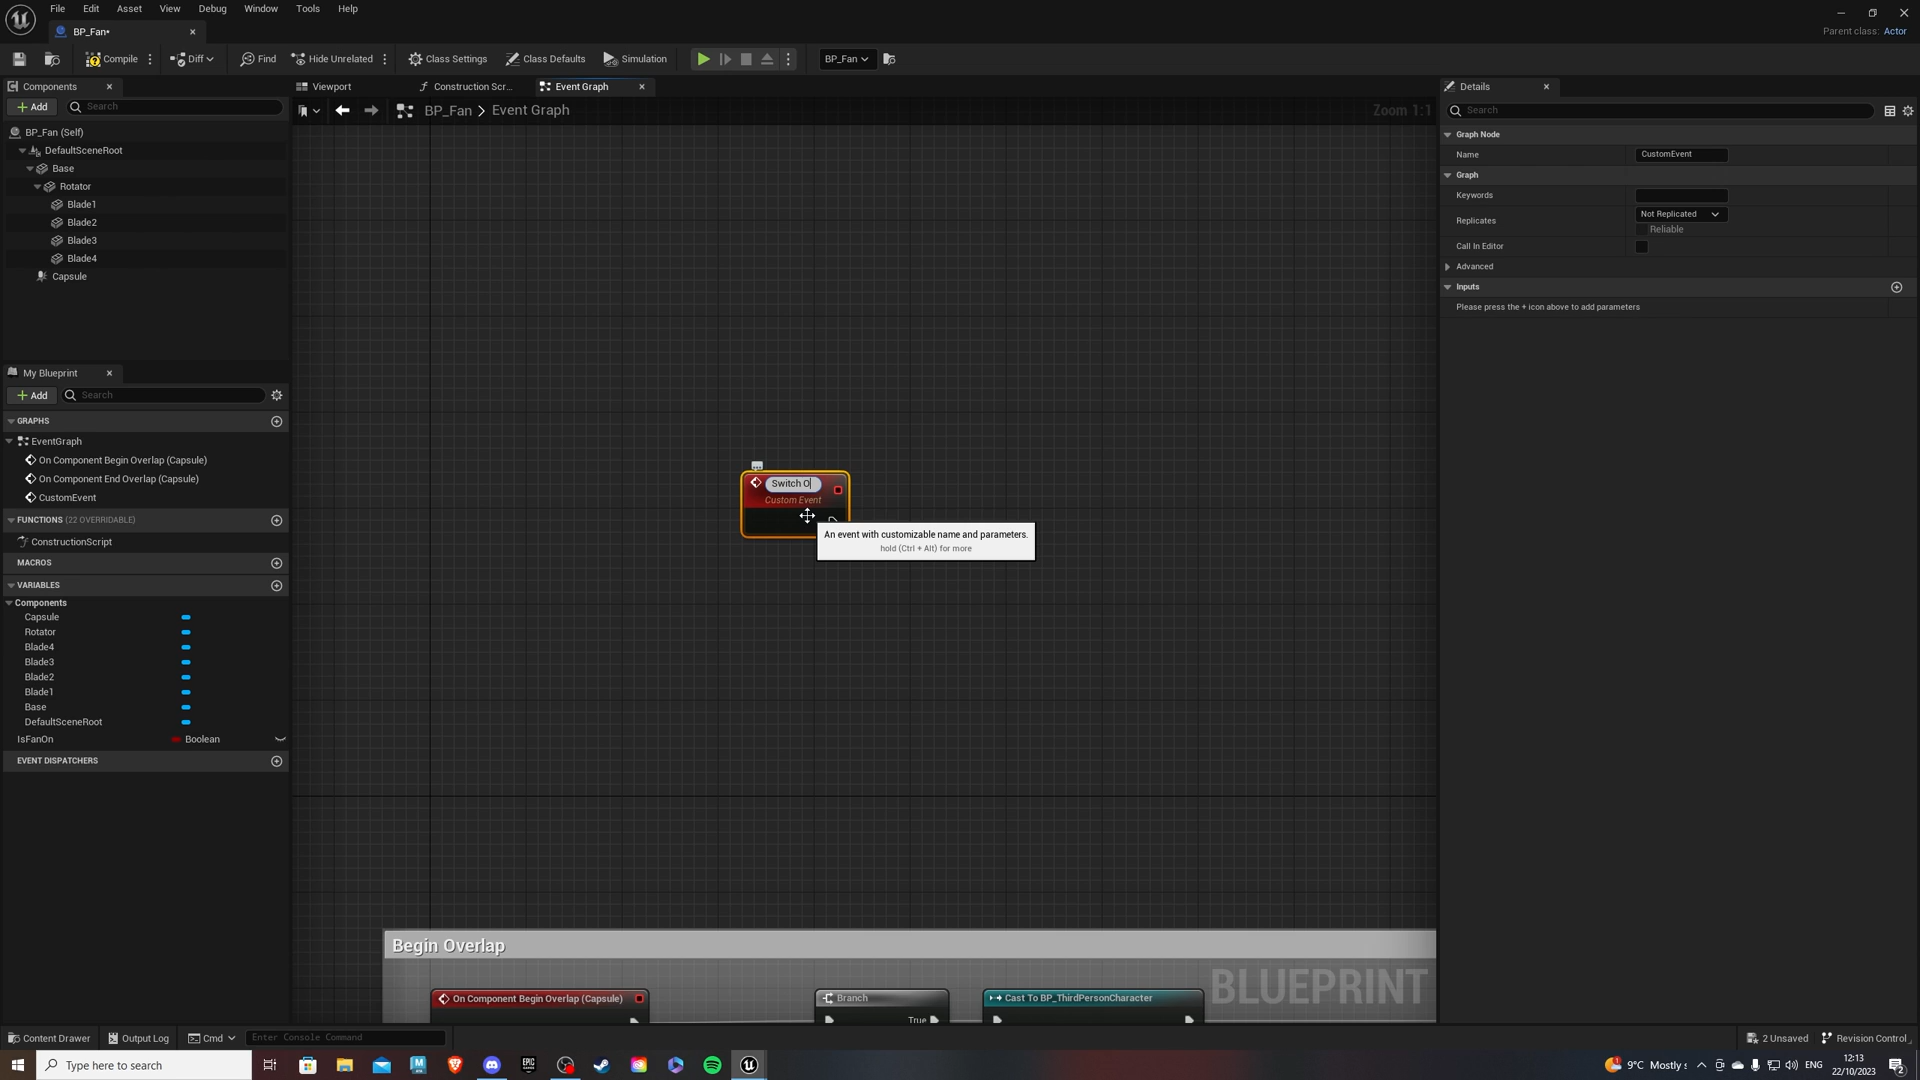 File Edit Asset View Debug Window Tools Help
BP_Fan•
Parent class: Actor
Compile Diff Find Hide Unrelated Class Settings Class Defaults Simulation BP_Fan
Components
Add Search
BP_Fan (Self)
DefaultSceneRoot
Base
Rotator
Blade1
Blade2
Blade3
Blade4
Capsule
My Blueprint
Add Search
GRAPHS
EventGraph
On Component Begin Overlap (Capsule)
On Component End Overlap (Capsule)
CustomEvent
FUNCTIONS (22 OVERRIDABLE)
ConstructionScript
MACROS
VARIABLES
Components
Capsule
Rotator
Blade4
Blade3
Blade2
Blade1
Base
DefaultSceneRoot
IsFanOn Boolean
EVENT DISPATCHERS
Viewport Construction Scr... Event Graph
BP_Fan > Event Graph Zoom 1:1
Switch O
Custom Event
An event with customizable name and parameters.
hold (Ctrl + Alt) for more
Begin Overlap
BLUEPRINT
On Component Begin Overlap (Capsule) Branch Cast To BP_ThirdPersonCharacter
True
Details
Search
Graph Node
Name CustomEvent
Graph
Keywords
Replicates Not Replicated
Reliable
Call In Editor
Advanced
Inputs
Please press the + icon above to add parameters
Content Drawer Output Log Cmd Enter Console Command 2 Unsaved Revision Control
Type here to search 9°C Mostly s ENG 12:13
22/10/2023